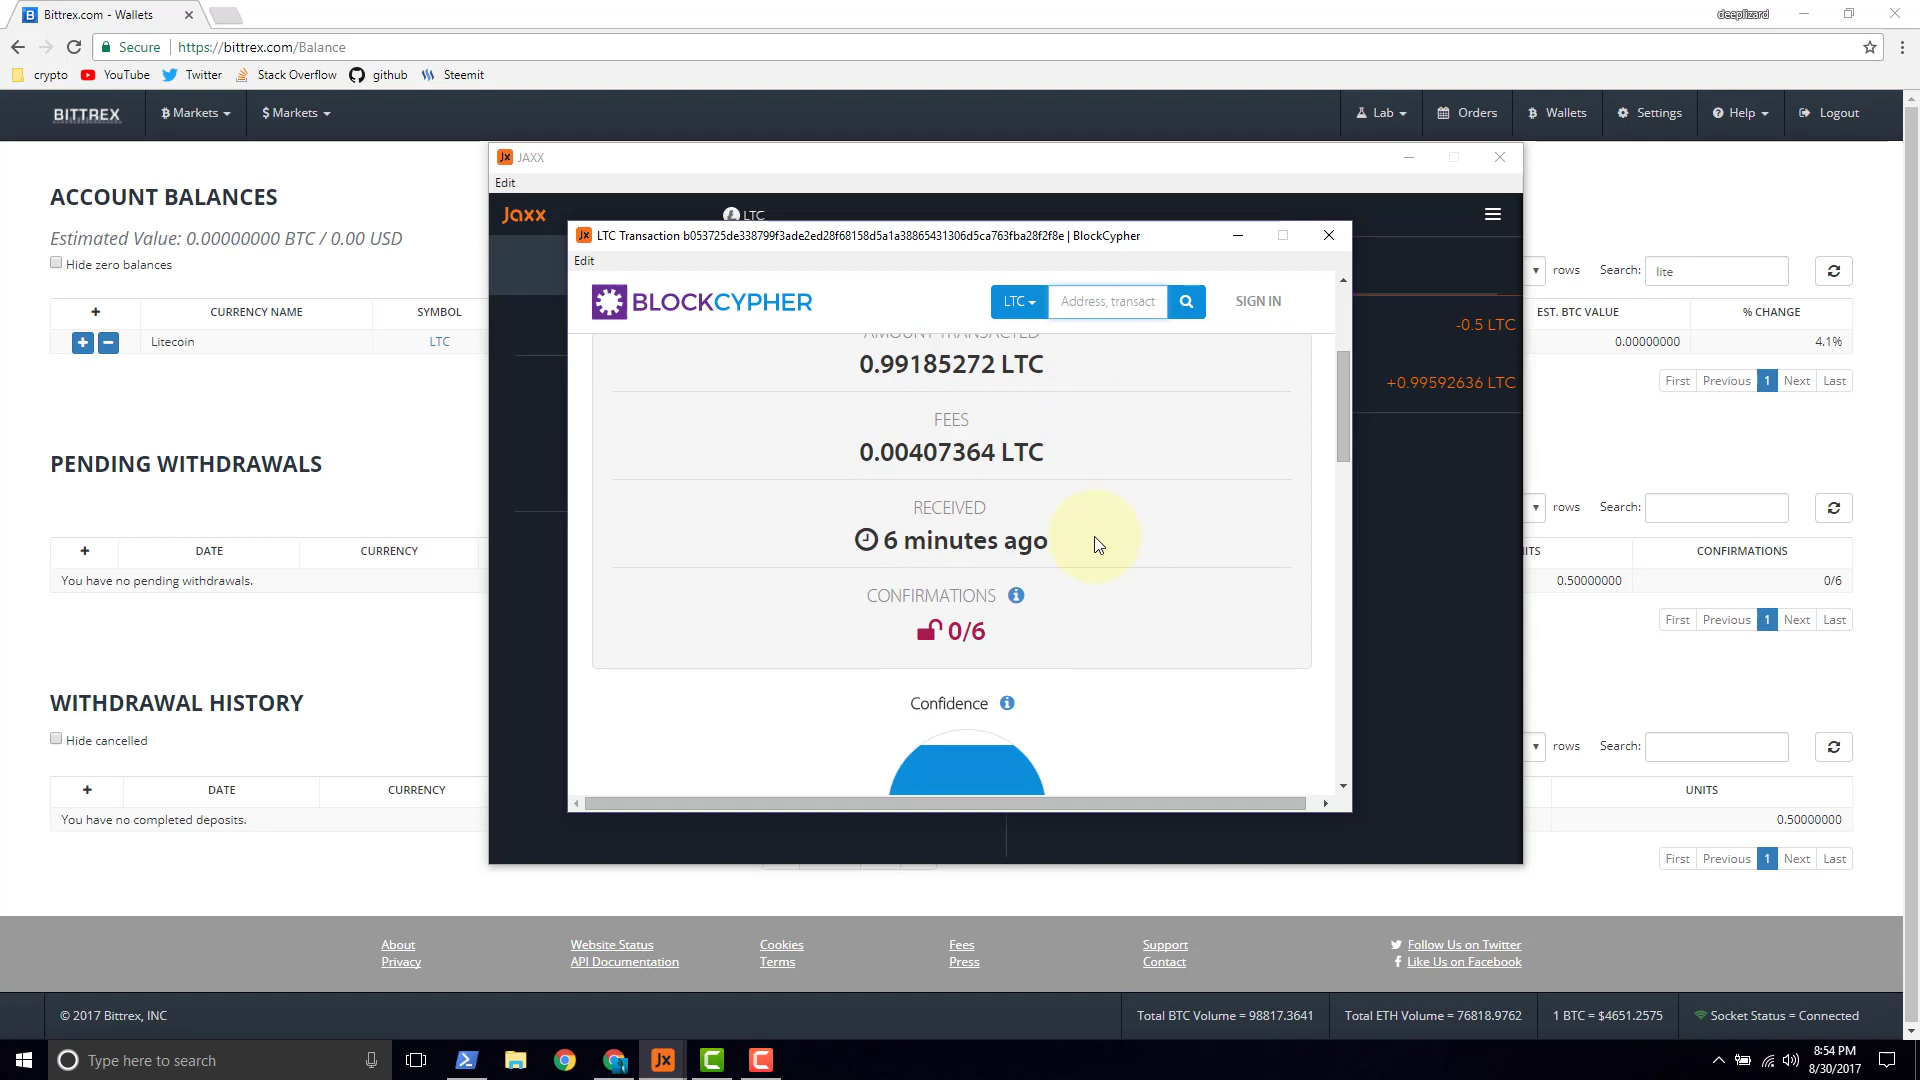 Bittrex.com - Wallets
deeplizard
Secure https://bittrex.com/Balance
crypto YouTube Twitter Stack Overflow github Steemit
BITTREX Markets $ Markets Lab Orders Wallets Settings Help Logout
ACCOUNT BALANCES
Estimated Value: 0.00000000 BTC / 0.00 USD
Hide zero balances
rows Search: lite
+ CURRENCY NAME SYMBOL EST. BTC VALUE % CHANGE
Litecoin LTC 0.00000000 4.1%
First Previous 1 Next Last
JAXX
Edit
Jaxx LTC
-0.5 LTC
+0.99592636 LTC
LTC Transaction b053725de338799f3ade2ed28f68158d5a1a38865431306d5ca763fba28f2f8e | BlockCypher
Edit
BLOCKCYPHER LTC Address, transact SIGN IN
AMOUNT TRANSACTED
0.99185272 LTC
FEES
0.00407364 LTC
RECEIVED
6 minutes ago
CONFIRMATIONS
0/6
Confidence
PENDING WITHDRAWALS
rows Search:
+ DATE CURRENCY ITS CONFIRMATIONS
You have no pending withdrawals. 0.50000000 0/6
First Previous 1 Next Last
WITHDRAWAL HISTORY
Hide cancelled
rows Search:
+ DATE CURRENCY UNITS
You have no completed deposits. 0.50000000
First Previous 1 Next Last
About Website Status Cookies Fees Support Follow Us on Twitter
Privacy API Documentation Terms Press Contact Like Us on Facebook
© 2017 Bittrex, INC Total BTC Volume = 98817.3641 Total ETH Volume = 76818.9762 1 BTC = $4651.2575 Socket Status = Connected
Type here to search
8:54 PM
8/30/2017